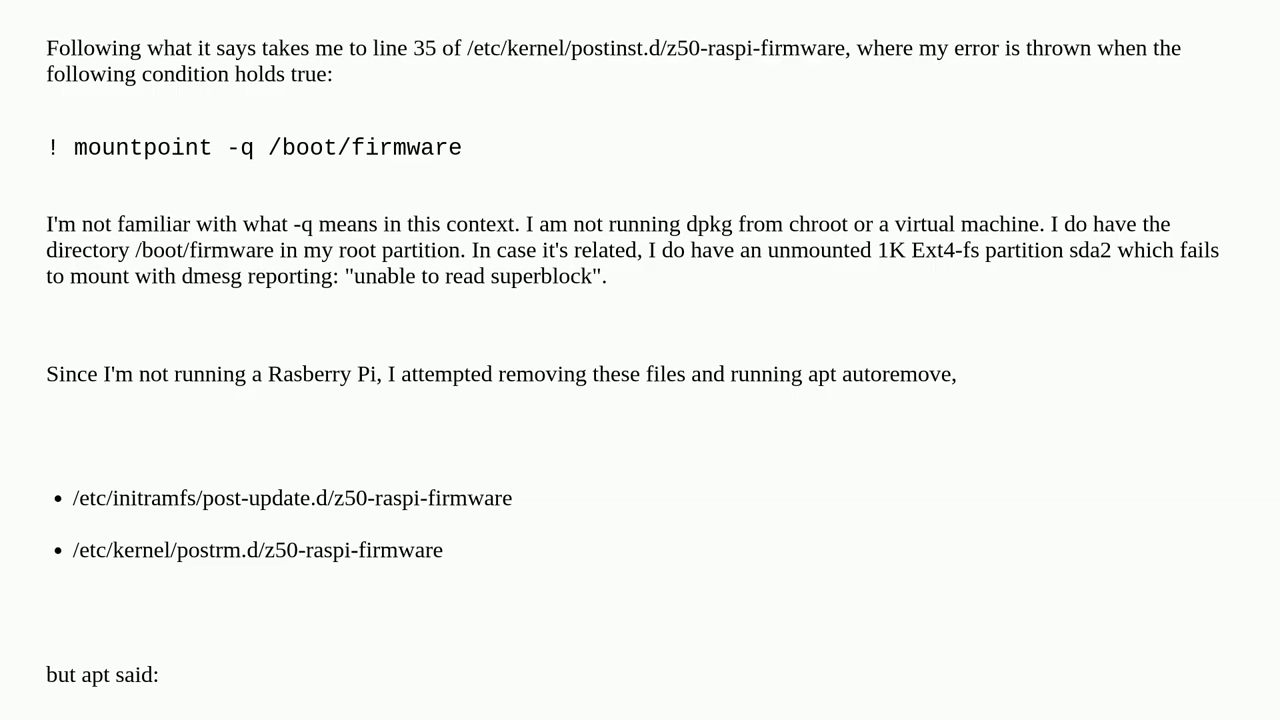 Following what it says takes me to line 35 of /etc/kernel/postinst.d/z50-raspi-firmware, where my error is thrown when the
following condition holds true:
! mountpoint -q /boot/firmware
I'm not familiar with what -q means in this context. I am not running dpkg from chroot or a virtual machine. I do have the
directory /boot/firmware in my root partition. In case it's related, I do have an unmounted 1K Ext4-fs partition sda2 which fails
to mount with dmesg reporting: "unable to read superblock".
Since I'm not running a Rasberry Pi, I attempted removing these files and running apt autoremove,
• /etc/initramfs/post-update.d/z50-raspi-firmware
• /etc/kernel/postrm.d/z50-raspi-firmware
but apt said: